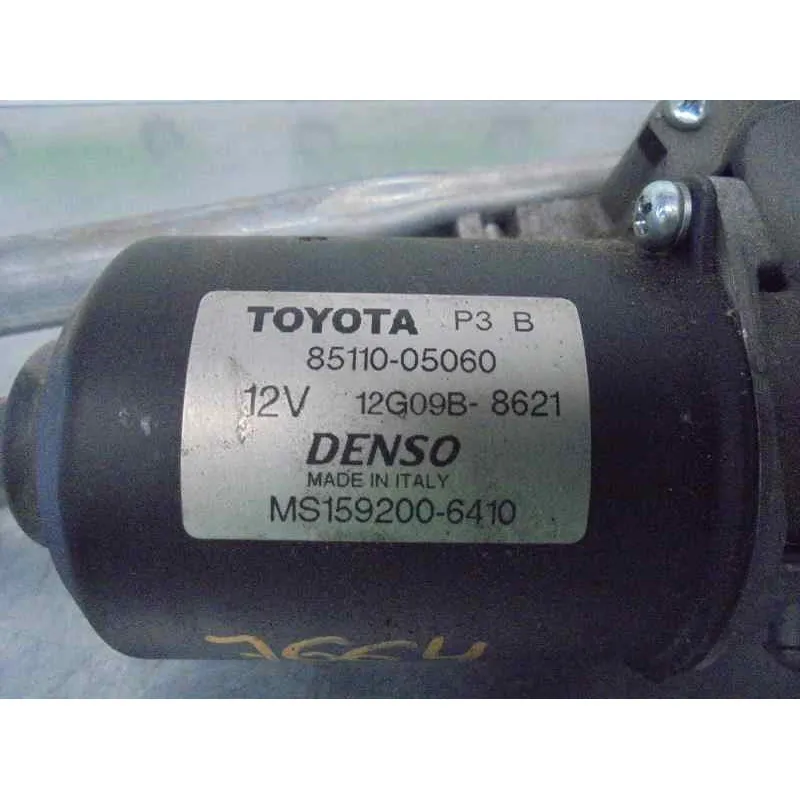 TOYOTA P3 B
85110-05060
12V 12G09B- 8621
DENSO
MADE IN ITALY
MS159200-6410